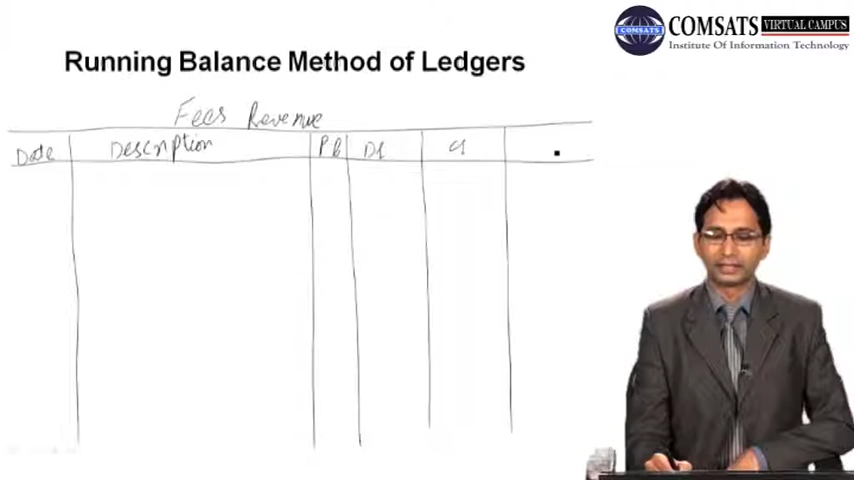 COMSATS VIRTUAL CAMPUS
COMSATS
Institute Of Information Technology
Running Balance Method of Ledgers
Fees Revenue
Date Description PR Dr Cr